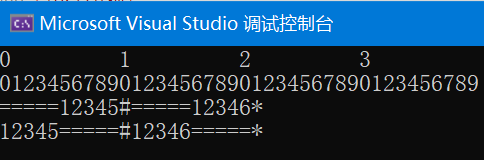 Microsoft Visual Studio 调试控制台
0         1         2         3
0123456789012345678901234567890123456789
=====12345#=====12346*
12345=====#12346=====*